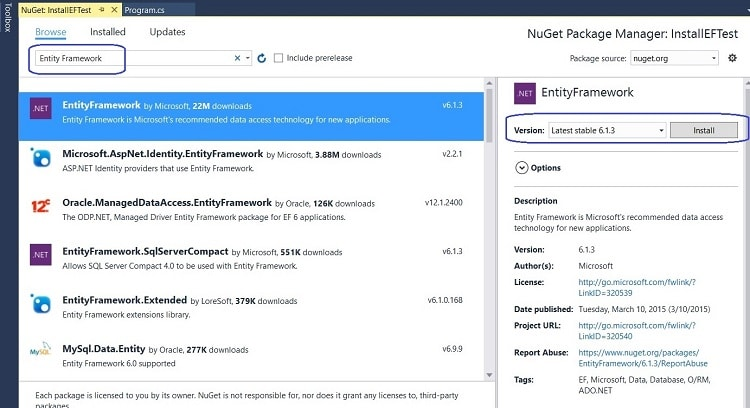 Toolbox
NuGet: InstallEFTest
Program.cs
Browse Installed Updates
NuGet Package Manager: InstallEFTest
Entity Framework
Include prerelease
Package source: nuget.org
.NET
EntityFramework by Microsoft, 22M downloads v6.1.3
Entity Framework is Microsoft's recommended data access technology for new applications.
Microsoft.AspNet.Identity.EntityFramework by Microsoft, 3.88M downloads v2.2.1
ASP.NET Identity providers that use Entity Framework.
12c
Oracle.ManagedDataAccess.EntityFramework by Oracle, 126K downloads v12.1.2400
The ODP.NET, Managed Driver Entity Framework package for EF 6 applications.
.NET
EntityFramework.SqlServerCompact by Microsoft, 551K downloads v6.1.3
Allows SQL Server Compact 4.0 to be used with Entity Framework.
EntityFramework.Extended by LoreSoft, 379K downloads v6.1.0.168
Entity Framework extensions library.
MySQL
MySql.Data.Entity by Oracle, 277K downloads v6.9.9
Entity Framework 6.0 supported
Each package is licensed to you by its owner. NuGet is not responsible for, nor does it grant any licenses to, third-party
packages.
.NET
EntityFramework
Version: Latest stable 6.1.3 Install
Options
Description
Entity Framework is Microsoft's recommended data access
technology for new applications.
Version: 6.1.3
Author(s): Microsoft
License: http://go.microsoft.com/fwlink/?
LinkID=320539
Date published: Tuesday, March 10, 2015 (3/10/2015)
Project URL: http://go.microsoft.com/fwlink/?
LinkID=320540
Report Abuse: https://www.nuget.org/packages/
EntityFramework/6.1.3/ReportAbuse
Tags: EF, Microsoft, Data, Database, O/RM,
ADO.NET